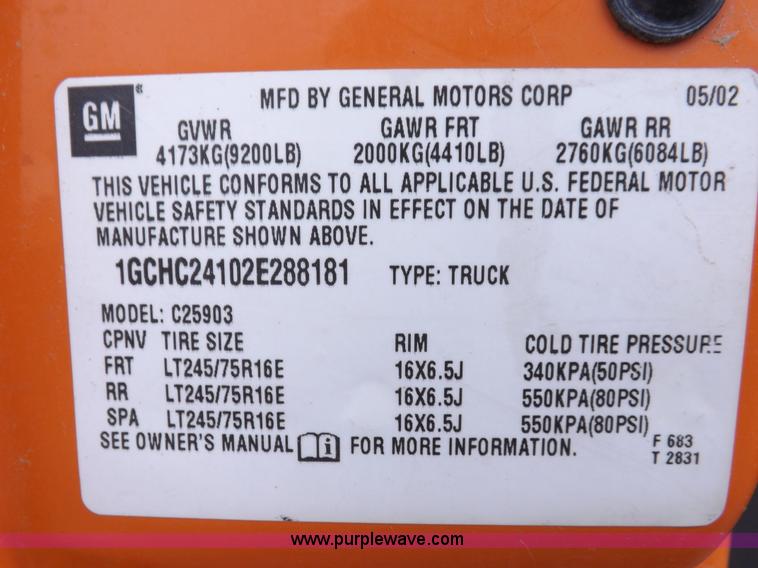 GM ® MFD BY GENERAL MOTORS CORP 05/02
GVWR GAWR FRT GAWR RR
4173KG(9200LB) 2000KG(4410LB) 2760KG(6084LB)
THIS VEHICLE CONFORMS TO ALL APPLICABLE U.S. FEDERAL MOTOR
VEHICLE SAFETY STANDARDS IN EFFECT ON THE DATE OF
MANUFACTURE SHOWN ABOVE.
1GCHC24102E288181 TYPE: TRUCK
MODEL: C25903
CPNV TIRE SIZE RIM COLD TIRE PRESSURE
FRT LT245/75R16E 16X6.5J 340KPA(50PSI)
RR LT245/75R16E 16X6.5J 550KPA(80PSI)
SPA LT245/75R16E 16X6.5J 550KPA(80PSI)
SEE OWNER'S MANUAL i FOR MORE INFORMATION. F 683
T 2831
www.purplewave.com